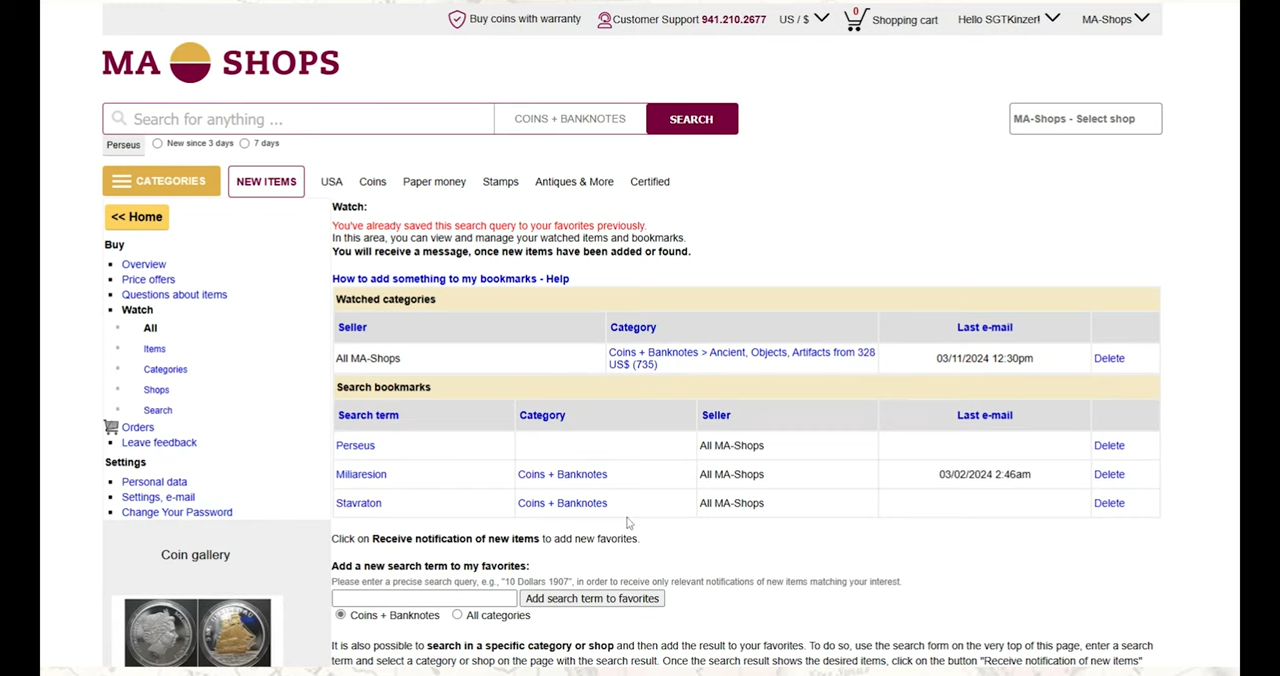 Buy coins with warranty
Customer Support 941.210.2677
US / $
0
Shopping cart
Hello SGTKinzer!
MA-Shops
MA SHOPS
Search for anything ...
COINS + BANKNOTES
SEARCH
MA-Shops - Select shop
Perseus
New since 3 days
7 days
CATEGORIES
NEW ITEMS
USA
Coins
Paper money
Stamps
Antiques & More
Certified
<< Home
Buy
Overview
Price offers
Questions about items
Watch
All
Items
Categories
Shops
Search
Orders
Leave feedback
Settings
Personal data
Settings, e-mail
Change Your Password
Coin gallery
Watch:
You've already saved this search query to your favorites previously.
In this area, you can view and manage your watched items and bookmarks.
You will receive a message, once new items have been added or found.
How to add something to my bookmarks - Help
Watched categories
Seller Category Last e-mail
All MA-Shops Coins + Banknotes > Ancient, Objects, Artifacts from 328 03/11/2024 12:30pm Delete
US$ (735)
Search bookmarks
Search term Category Seller Last e-mail
Perseus All MA-Shops Delete
Miliaresion Coins + Banknotes All MA-Shops 03/02/2024 2:46am Delete
Stavraton Coins + Banknotes All MA-Shops Delete
Click on Receive notification of new items to add new favorites.
Add a new search term to my favorites:
Please enter a precise search query, e.g., "10 Dollars 1907", in order to receive only relevant notifications of new items matching your interest.
Add search term to favorites
Coins + Banknotes All categories
It is also possible to search in a specific category or shop and then add the result to your favorites. To do so, use the search form on the very top of this page, enter a search
term and select a category or shop on the page with the search result. Once the search result shows the desired items, click on the button "Receive notification of new items"